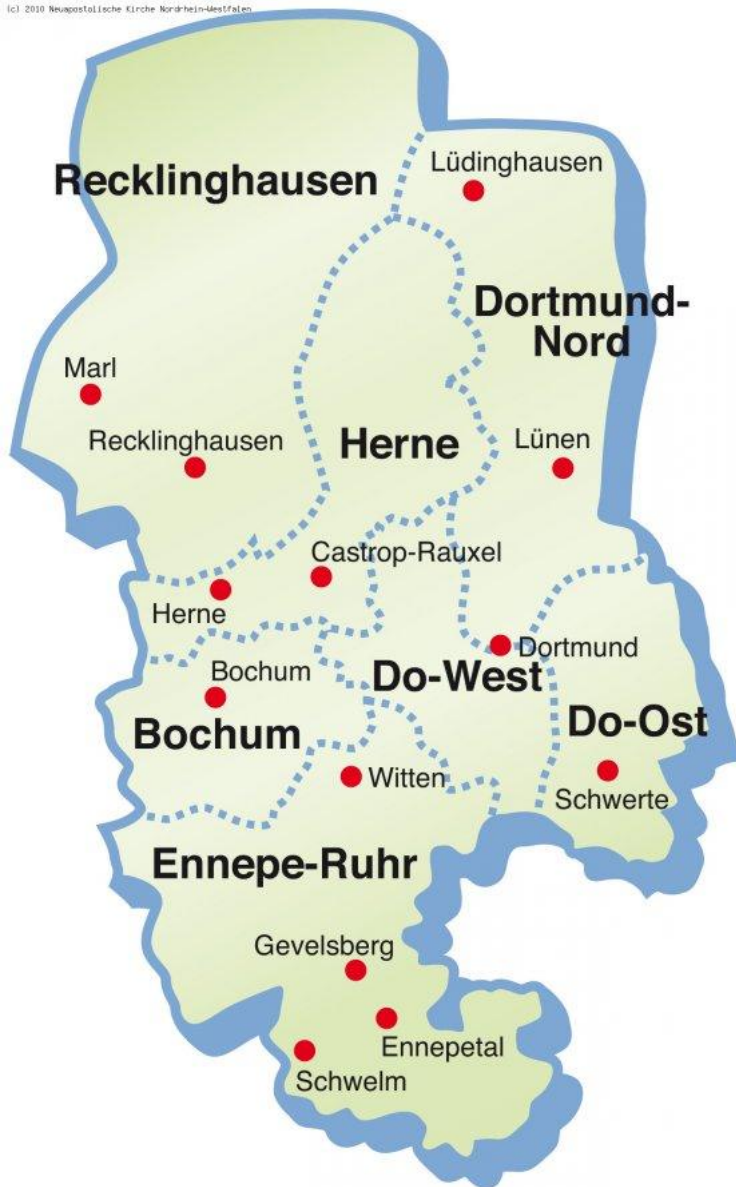 (c) 2010 Neuapostolische Kirche Nordrhein-Westfalen
Recklinghausen
Lüdinghausen
Dortmund-
Nord
Marl
Recklinghausen
Herne
Lünen
Castrop-Rauxel
Herne
Dortmund
Bochum
Do-West
Bochum
Do-Ost
Witten
Schwerte
Ennepe-Ruhr
Gevelsberg
Ennepetal
Schwelm